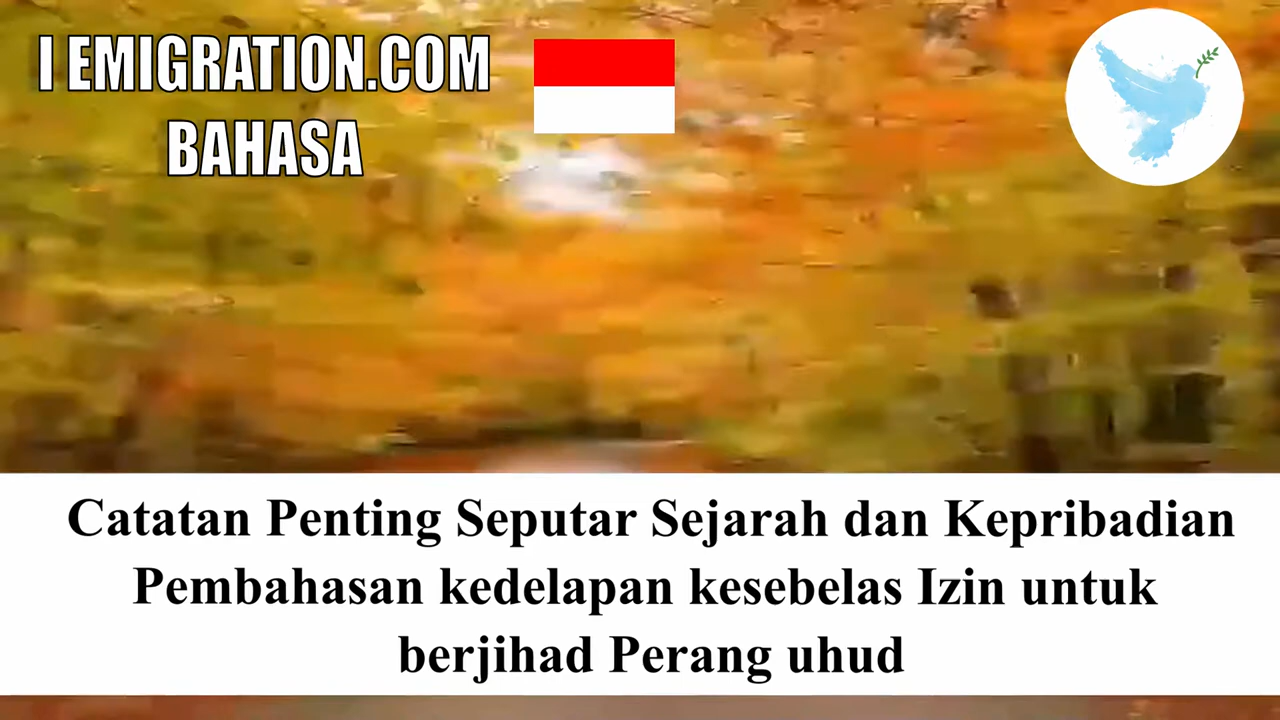 I EMIGRATION.COM
BAHASA
Catatan Penting Seputar Sejarah dan Kepribadian
Pembahasan kedelapan kesebelas Izin untuk
berjihad Perang uhud